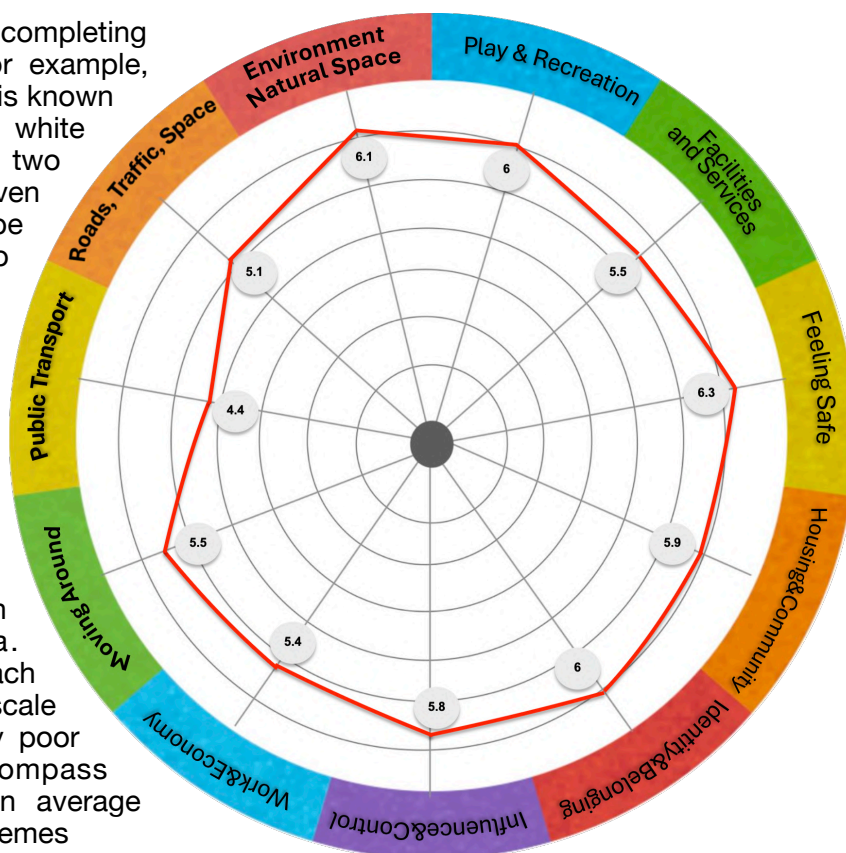 completing
or example,
is known
white
two
ven
be
o
n
a.
ach
scale
y poor
ompass
n average
emes
Environment
Natural Space
Play & Recreation
Facilities
and Services
Feeling Safe
Housing&Community
Identity&Belonging
Influence&Control
Work&Economy
Moving Around
Public Transport
Roads, Traffic, Space
6.1
6
5.5
6.3
5.9
6
5.8
5.4
5.5
4.4
5.1